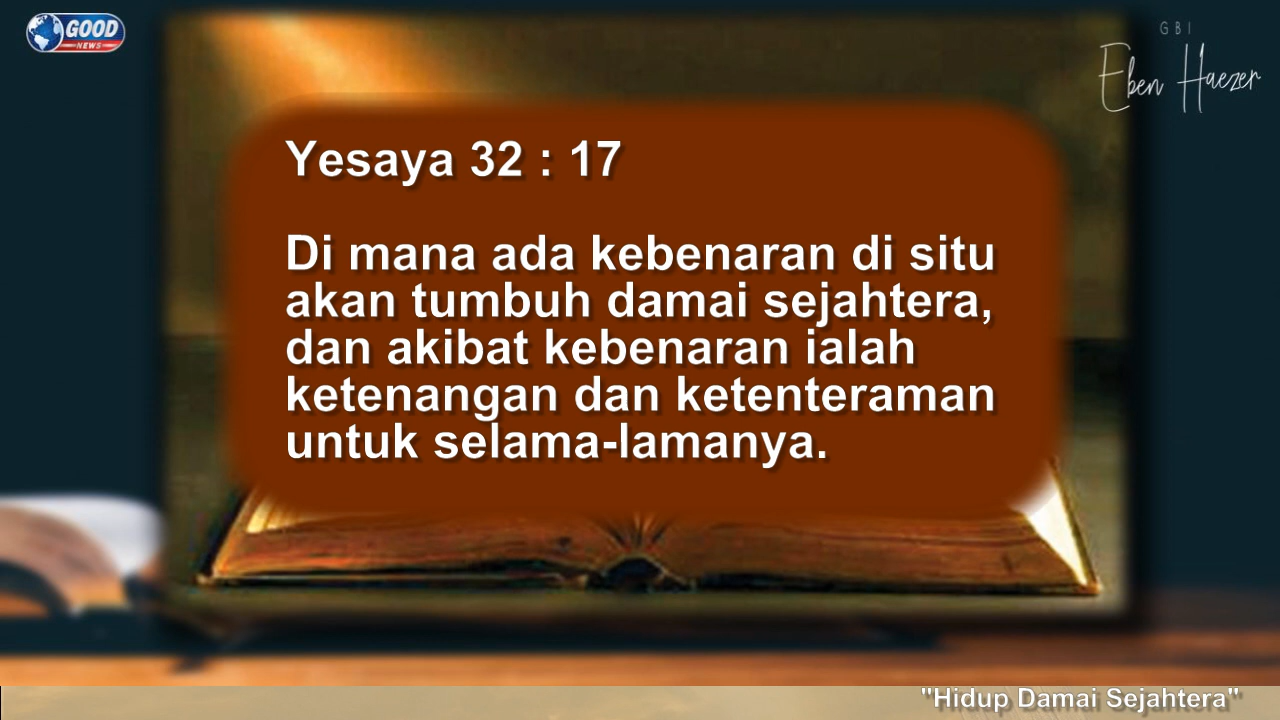 GOOD
NEWS
GBI
Eben Haezer
Yesaya 32 : 17
Di mana ada kebenaran di situ
akan tumbuh damai sejahtera,
dan akibat kebenaran ialah
ketenangan dan ketenteraman
untuk selama-lamanya.
"Hidup Damai Sejahtera"